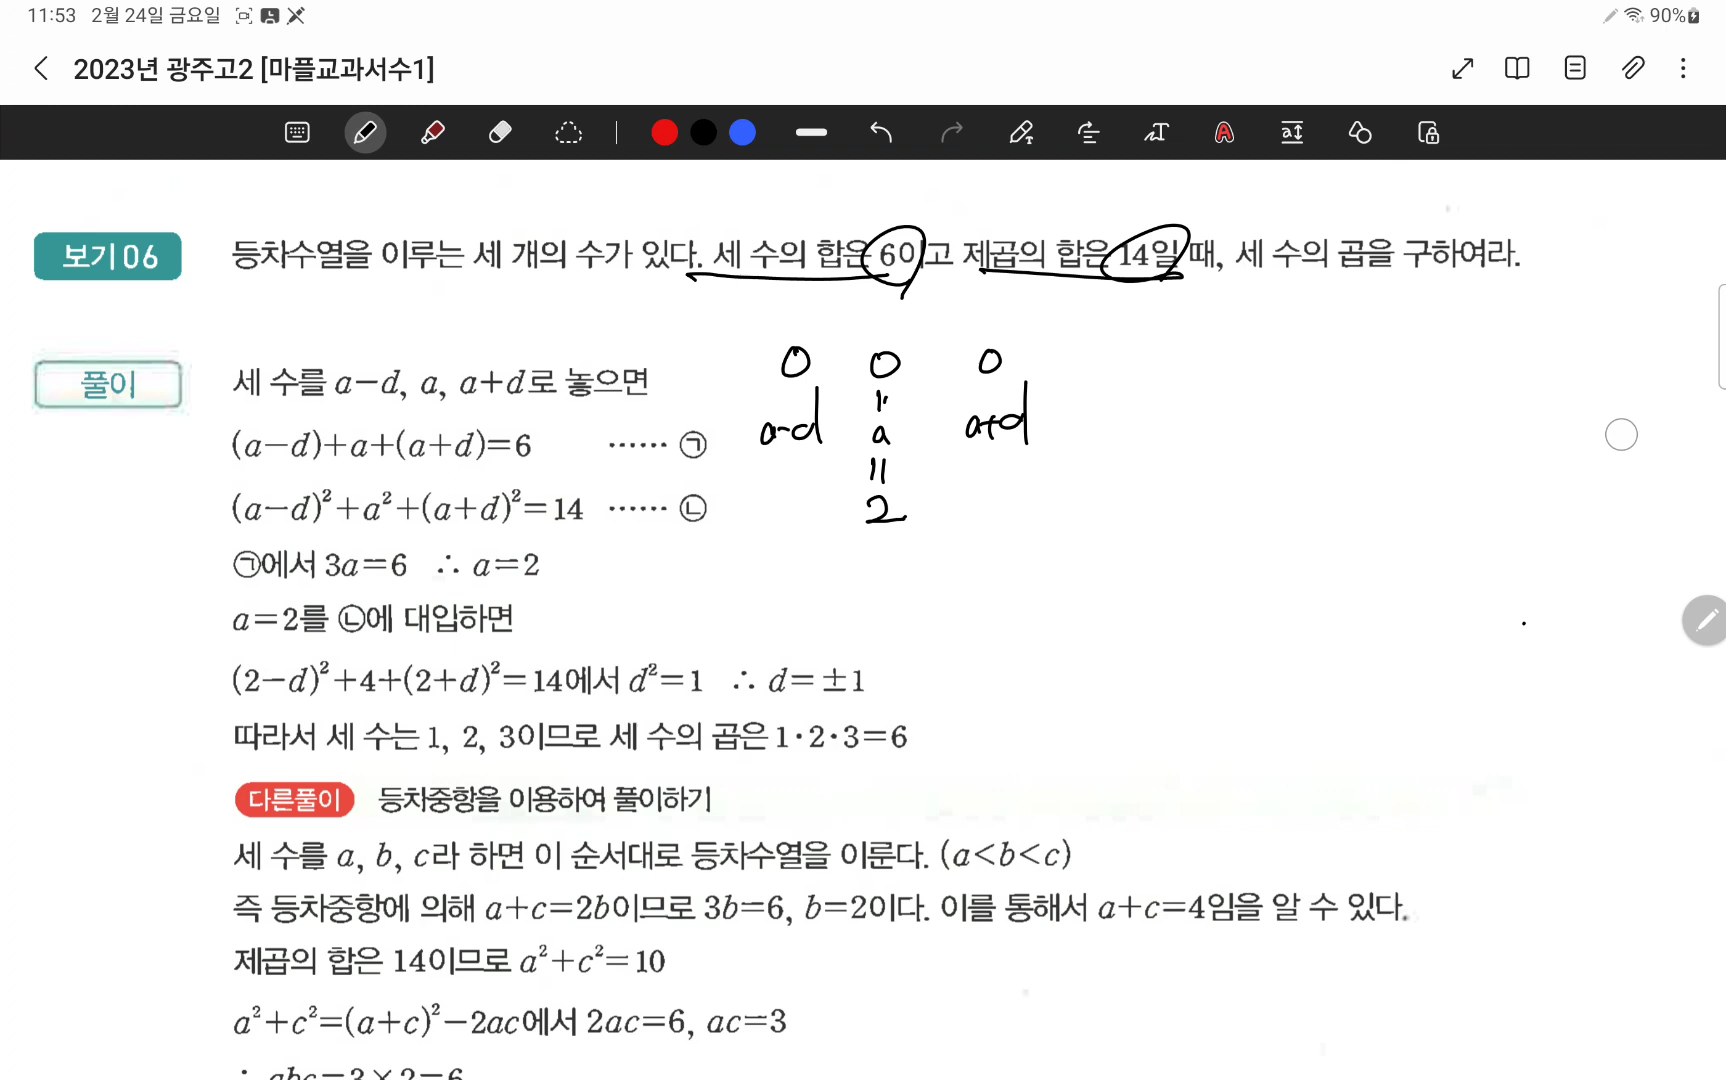 11:53 2월 24일 금요일 90%
2023년 광주고2 [마플교과서수1]
보기 06 등차수열을 이루는 세 개의 수가 있다. 세 수의 합은 6이고 제곱의 합은 14일 때, 세 수의 곱을 구하여라.
0 0 0
풀이 세 수를 a−d, a, a+d로 놓으면
a-d a a+d
(a−d)+a+(a+d)=6 ······ ㉠
=
2
(a−d)²+a²+(a+d)²=14 ······ ㉡
㉠에서 3a=6 ∴ a=2
a=2를 ㉡에 대입하면
(2−d)²+4+(2+d)²=14에서 d²=1 ∴ d=±1
따라서 세 수는 1, 2, 3이므로 세 수의 곱은 1·2·3=6
다른풀이 등차중항을 이용하여 풀이하기
세 수를 a, b, c라 하면 이 순서대로 등차수열을 이룬다. (a<b<c)
즉 등차중항에 의해 a+c=2b이므로 3b=6, b=2이다. 이를 통해서 a+c=4임을 알 수 있다.
제곱의 합은 14이므로 a²+c²=10
a²+c²=(a+c)²−2ac에서 2ac=6, ac=3
∴ abc=3×2=6